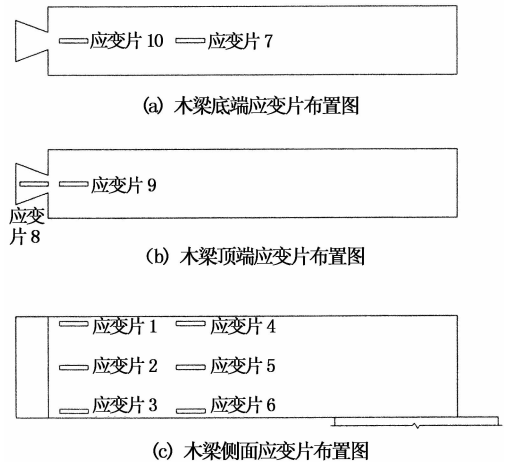 应变片 10 应变片 7
(a) 木梁底端应变片布置图
应变片 9
应变
片 8
(b) 木梁顶端应变片布置图
应变片 1 应变片 4
应变片 2 应变片 5
应变片 3 应变片 6
(c) 木梁侧面应变片布置图